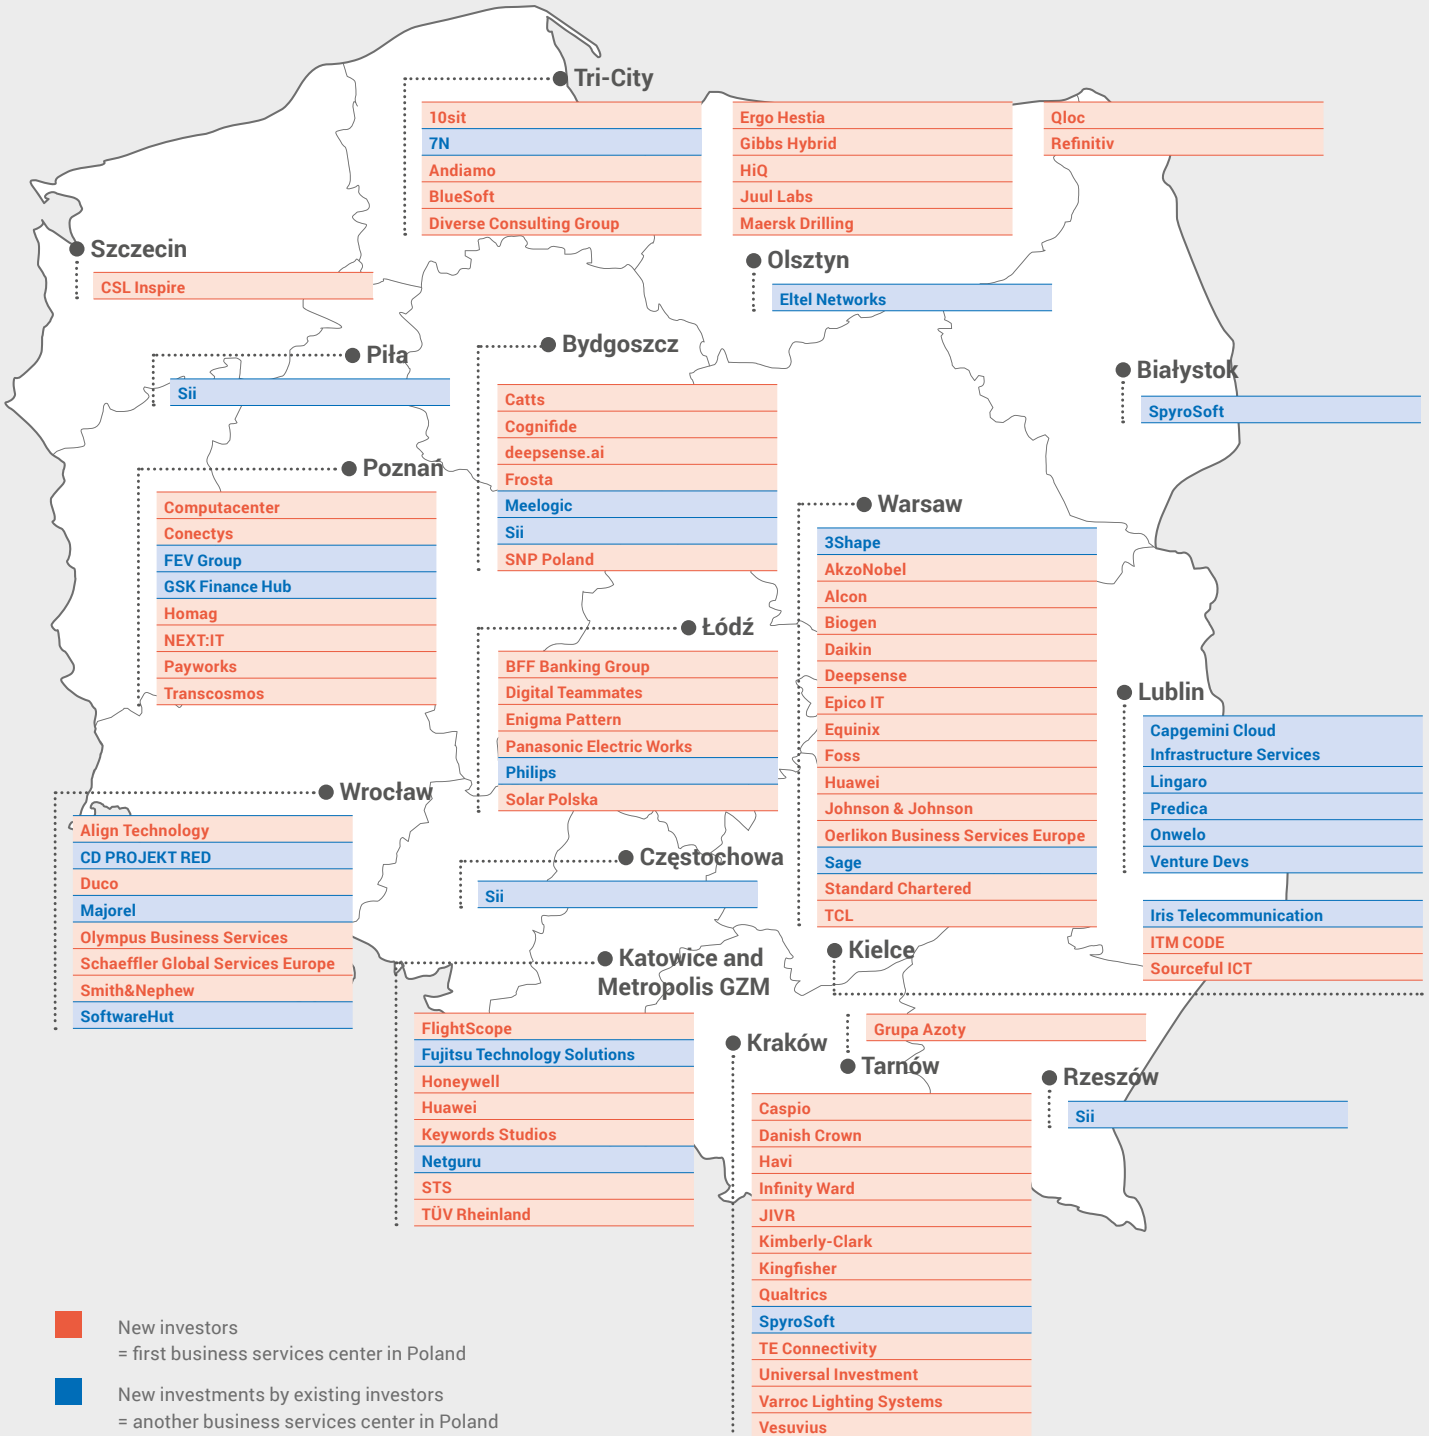 Tri-City
10sit
7N
Andiamo
BlueSoft
Diverse Consulting Group
Ergo Hestia
Gibbs Hybrid
HiQ
Juul Labs
Maersk Drilling
Qloc
Refinitiv
Szczecin
CSL Inspire
Olsztyn
Eltel Networks
Piła
Sii
Bydgoszcz
Catts
Cognifide
deepsense.ai
Frosta
Meelogic
Sii
SNP Poland
Białystok
SpyroSoft
Poznań
Computacenter
Conectys
FEV Group
GSK Finance Hub
Homag
NEXT:IT
Payworks
Transcosmos
Warsaw
3Shape
AkzoNobel
Alcon
Biogen
Daikin
Deepsense
Epico IT
Equinix
Foss
Huawei
Johnson & Johnson
Oerlikon Business Services Europe
Sage
Standard Chartered
TCL
Łódź
BFF Banking Group
Digital Teammates
Enigma Pattern
Panasonic Electric Works
Philips
Solar Polska
Lublin
Capgemini Cloud
Infrastructure Services
Lingaro
Predica
Onwelo
Venture Devs
Wrocław
Align Technology
CD PROJEKT RED
Duco
Majorel
Olympus Business Services
Schaeffler Global Services Europe
Smith&Nephew
SoftwareHut
Częstochowa
Sii
Kielce
Iris Telecommunication
ITM CODE
Sourceful ICT
Katowice and
Metropolis GZM
FlightScope
Fujitsu Technology Solutions
Honeywell
Huawei
Keywords Studios
Netguru
STS
TÜV Rheinland
Grupa Azoty
Tarnów
Kraków
Caspio
Danish Crown
Havi
Infinity Ward
JIVR
Kimberly-Clark
Kingfisher
Qualtrics
SpyroSoft
TE Connectivity
Universal Investment
Varroc Lighting Systems
Vesuvius
Rzeszów
Sii
New investors
= first business services center in Poland
New investments by existing investors
= another business services center in Poland